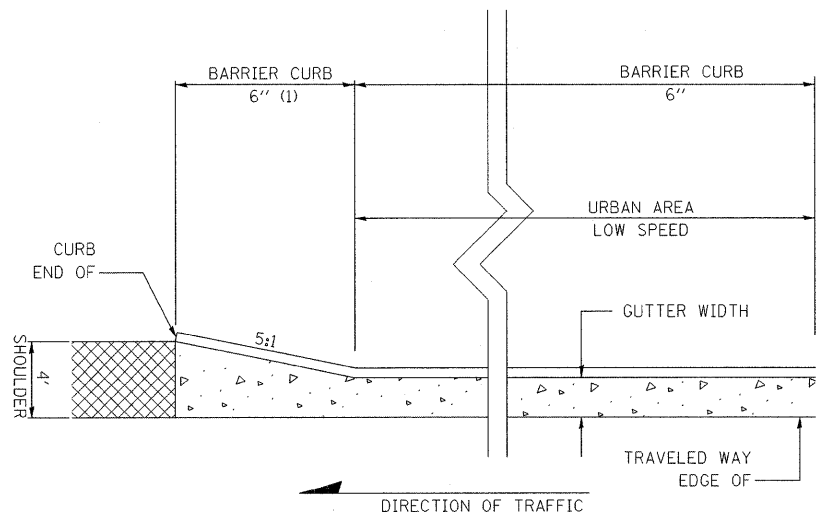 BARRIER CURB
6" (1)
BARRIER CURB
6"
URBAN AREA
LOW SPEED
CURB
END OF
GUTTER WIDTH
5:1
SHOULDER
4'
TRAVELED WAY
EDGE OF
DIRECTION OF TRAFFIC